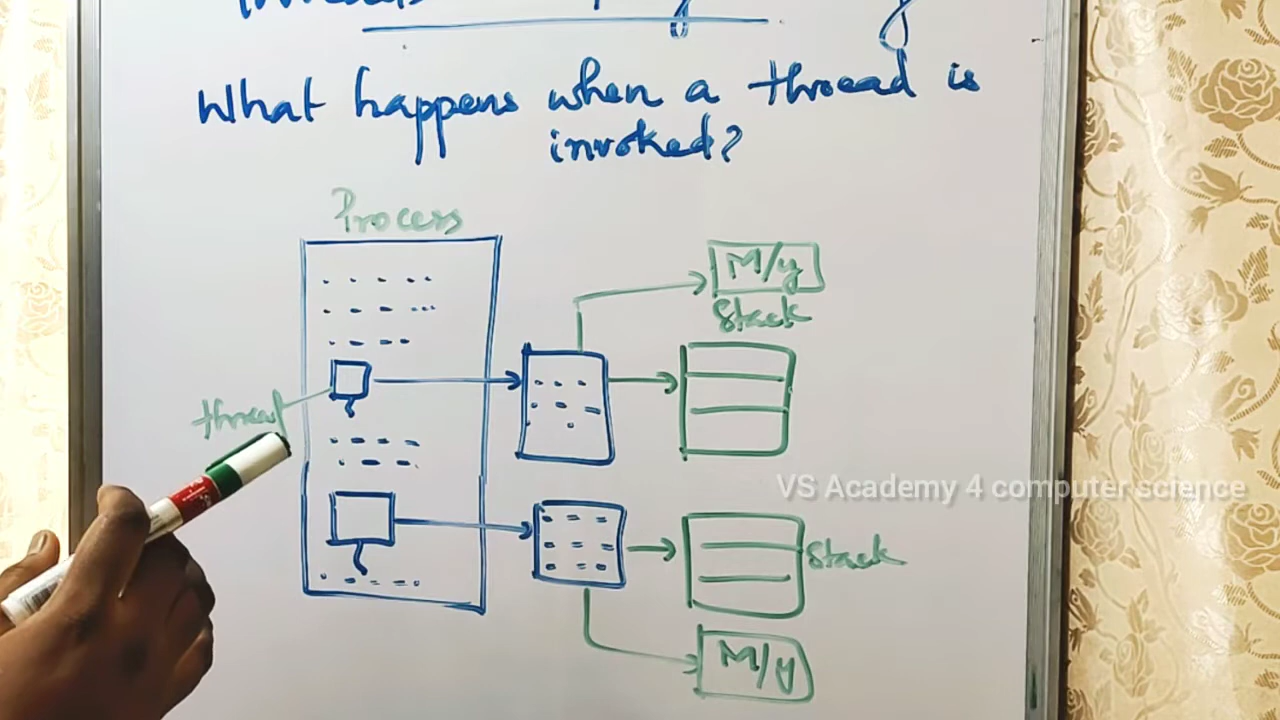 What happens when a thread is
invoked?
Process
M/y
Stack
thread
VS Academy 4 computer science
Stack
M/y